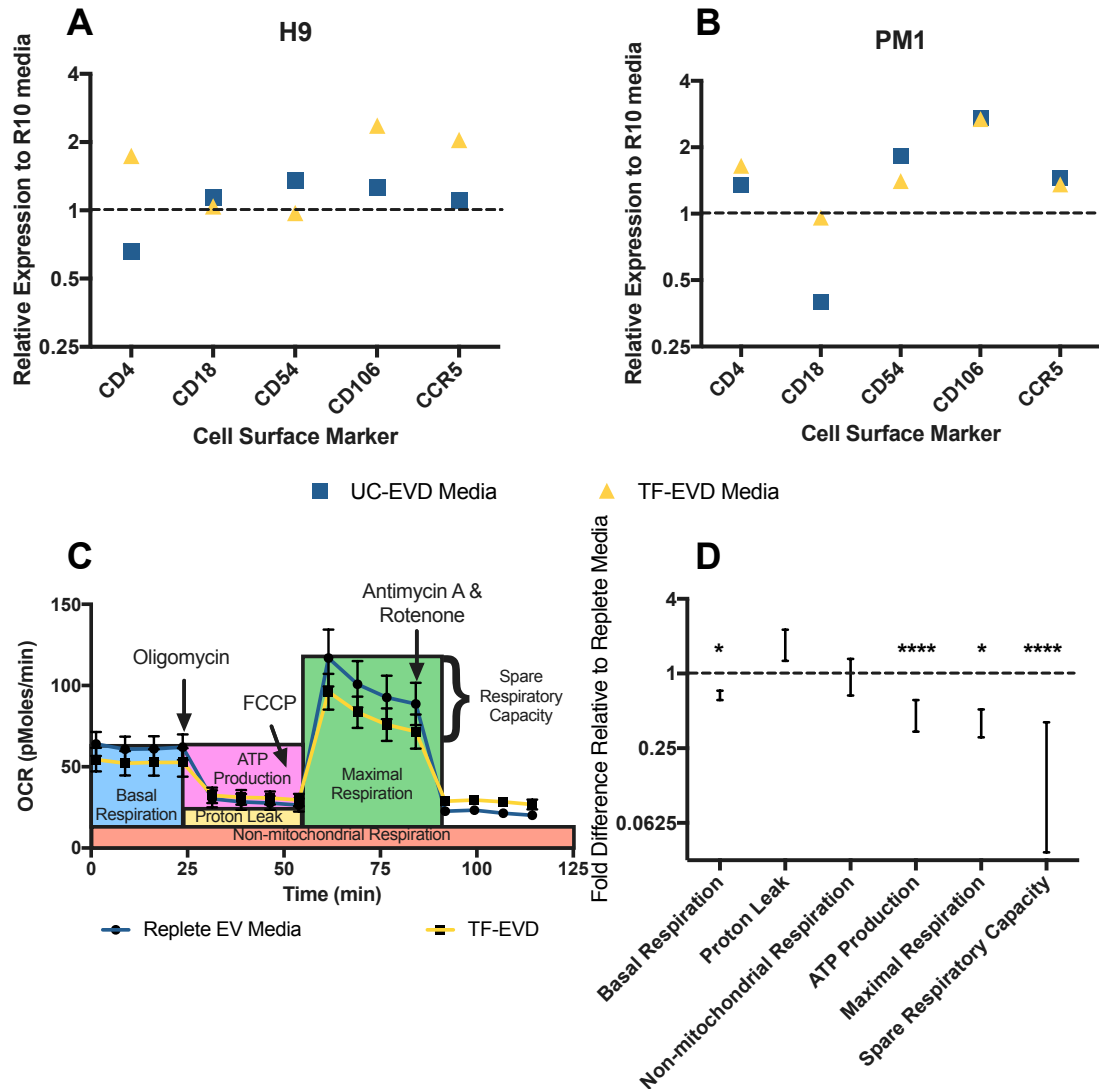 A
H9
Relative Expression to R10 media
4
2
1
0.5
0.25
CD4
CD18
CD54
CD106
CCR5
Cell Surface Marker
B
PM1
Relative Expression to R10 media
4
2
1
0.5
0.25
CD4
CD18
CD54
CD106
CCR5
Cell Surface Marker
UC-EVD Media
TF-EVD Media
C
OCR (pMoles/min)
150
100
50
0
Oligomycin
FCCP
Antimycin A &
Rotenone
Spare
Respiratory
Capacity
Basal
Respiration
ATP
Production
Proton Leak
Maximal
Respiration
Non-mitochondrial Respiration
0
25
50
75
100
125
Time (min)
Replete EV Media
TF-EVD
D
Fold Difference Relative to Replete Media
4
1
0.25
0.0625
*
****
*
****
Basal Respiration
Proton Leak
Non-mitochondrial Respiration
ATP Production
Maximal Respiration
Spare Respiratory Capacity